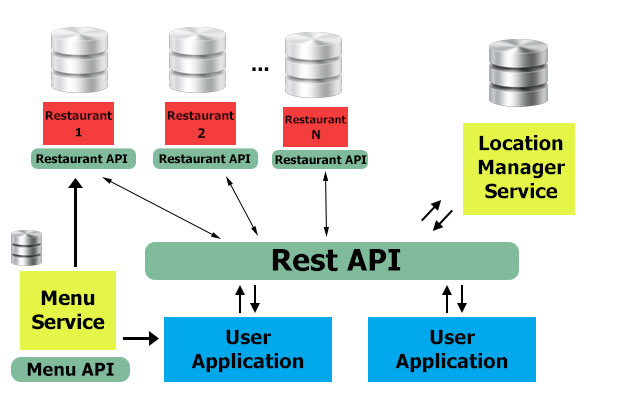 ...
Restaurant
1
Restaurant
2
Restaurant
N
Restaurant API
Restaurant API
Restaurant API
Location
Manager
Service
Rest API
Menu
Service
Menu API
User
Application
User
Application